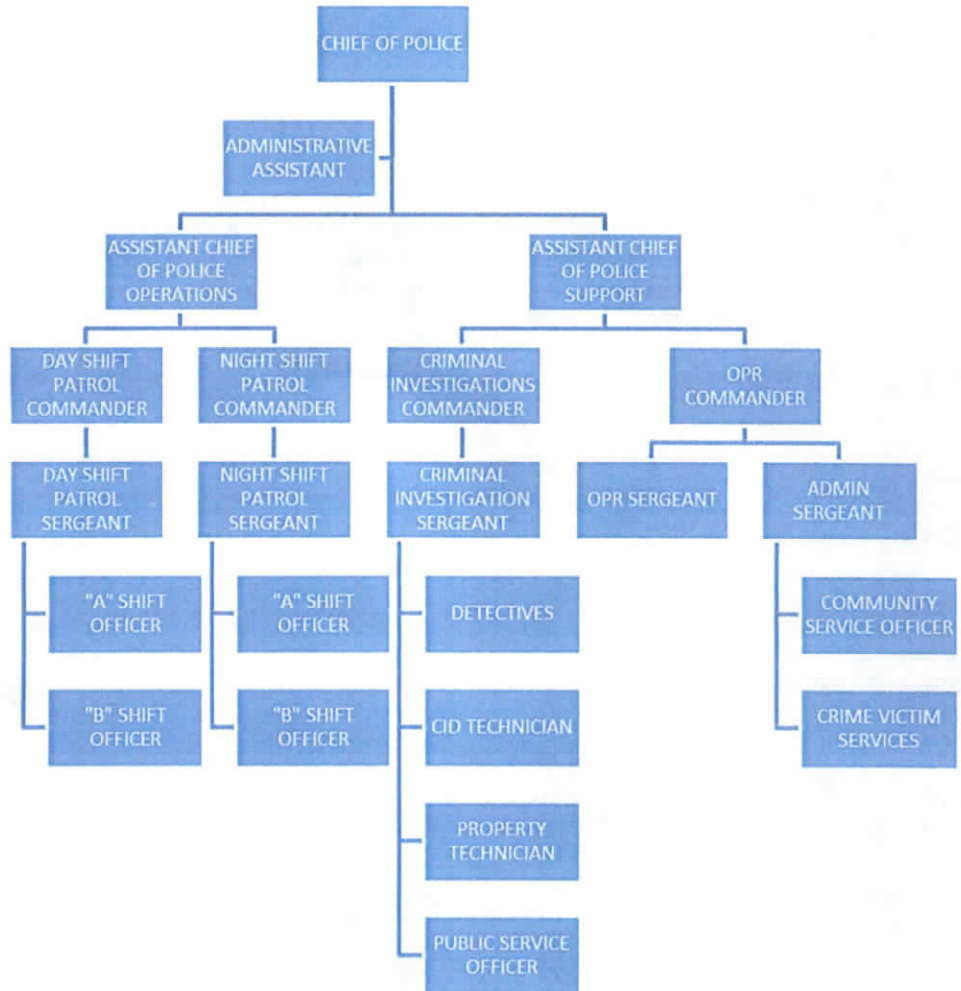 CHIEF OF POLICE
ADMINISTRATIVE
ASSISTANT
ASSISTANT CHIEF
OF POLICE
OPERATIONS
ASSISTANT CHIEF
OF POLICE
SUPPORT
DAY SHIFT
PATROL
COMMANDER
NIGHT SHIFT
PATROL
COMMANDER
CRIMINAL
INVESTIGATIONS
COMMANDER
OPR
COMMANDER
DAY SHIFT
PATROL
SERGEANT
NIGHT SHIFT
PATROL
SERGEANT
CRIMINAL
INVESTIGATION
SERGEANT
OPR SERGEANT
ADMIN
SERGEANT
"A" SHIFT
OFFICER
"A" SHIFT
OFFICER
DETECTIVES
COMMUNITY
SERVICE OFFICER
"B" SHIFT
OFFICER
"B" SHIFT
OFFICER
CID TECHNICIAN
CRIME VICTIM
SERVICES
PROPERTY
TECHNICIAN
PUBLIC SERVICE
OFFICER